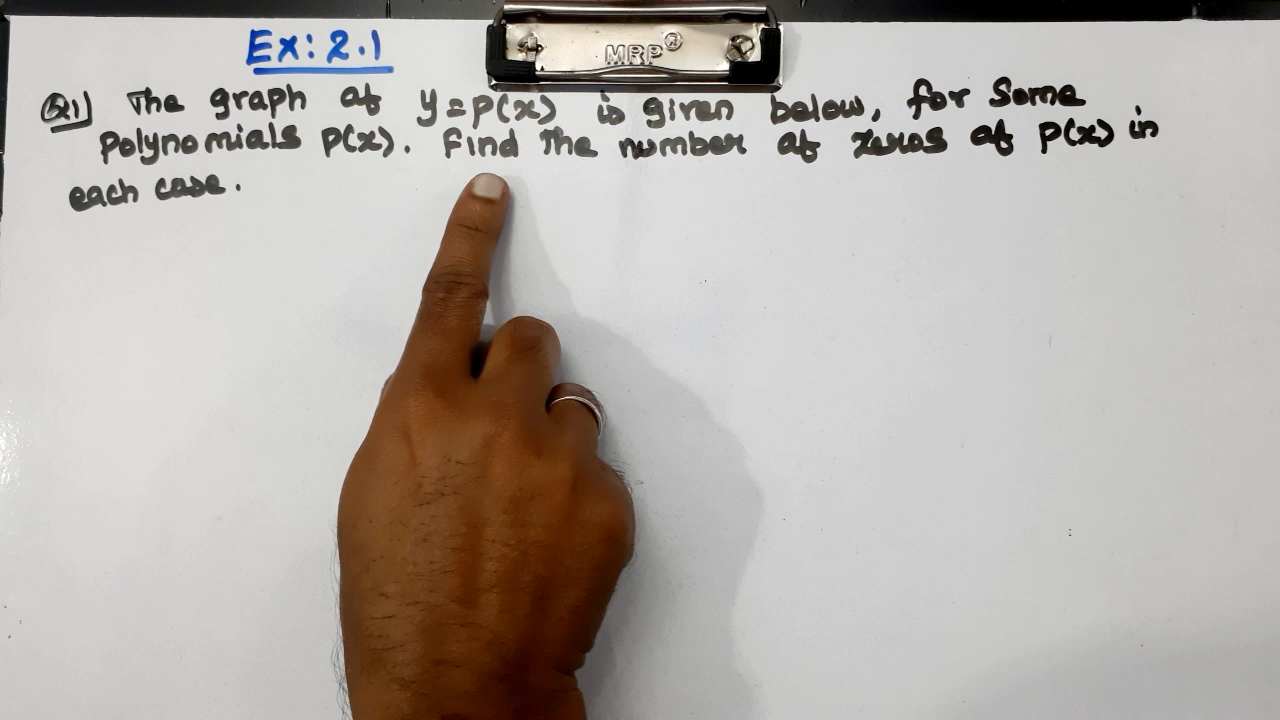 MRP®
Ex: 2.1
Q1) The graph of y=p(x) is given below, for some
Polynomials p(x). Find the number of zeros of p(x) in
each case.